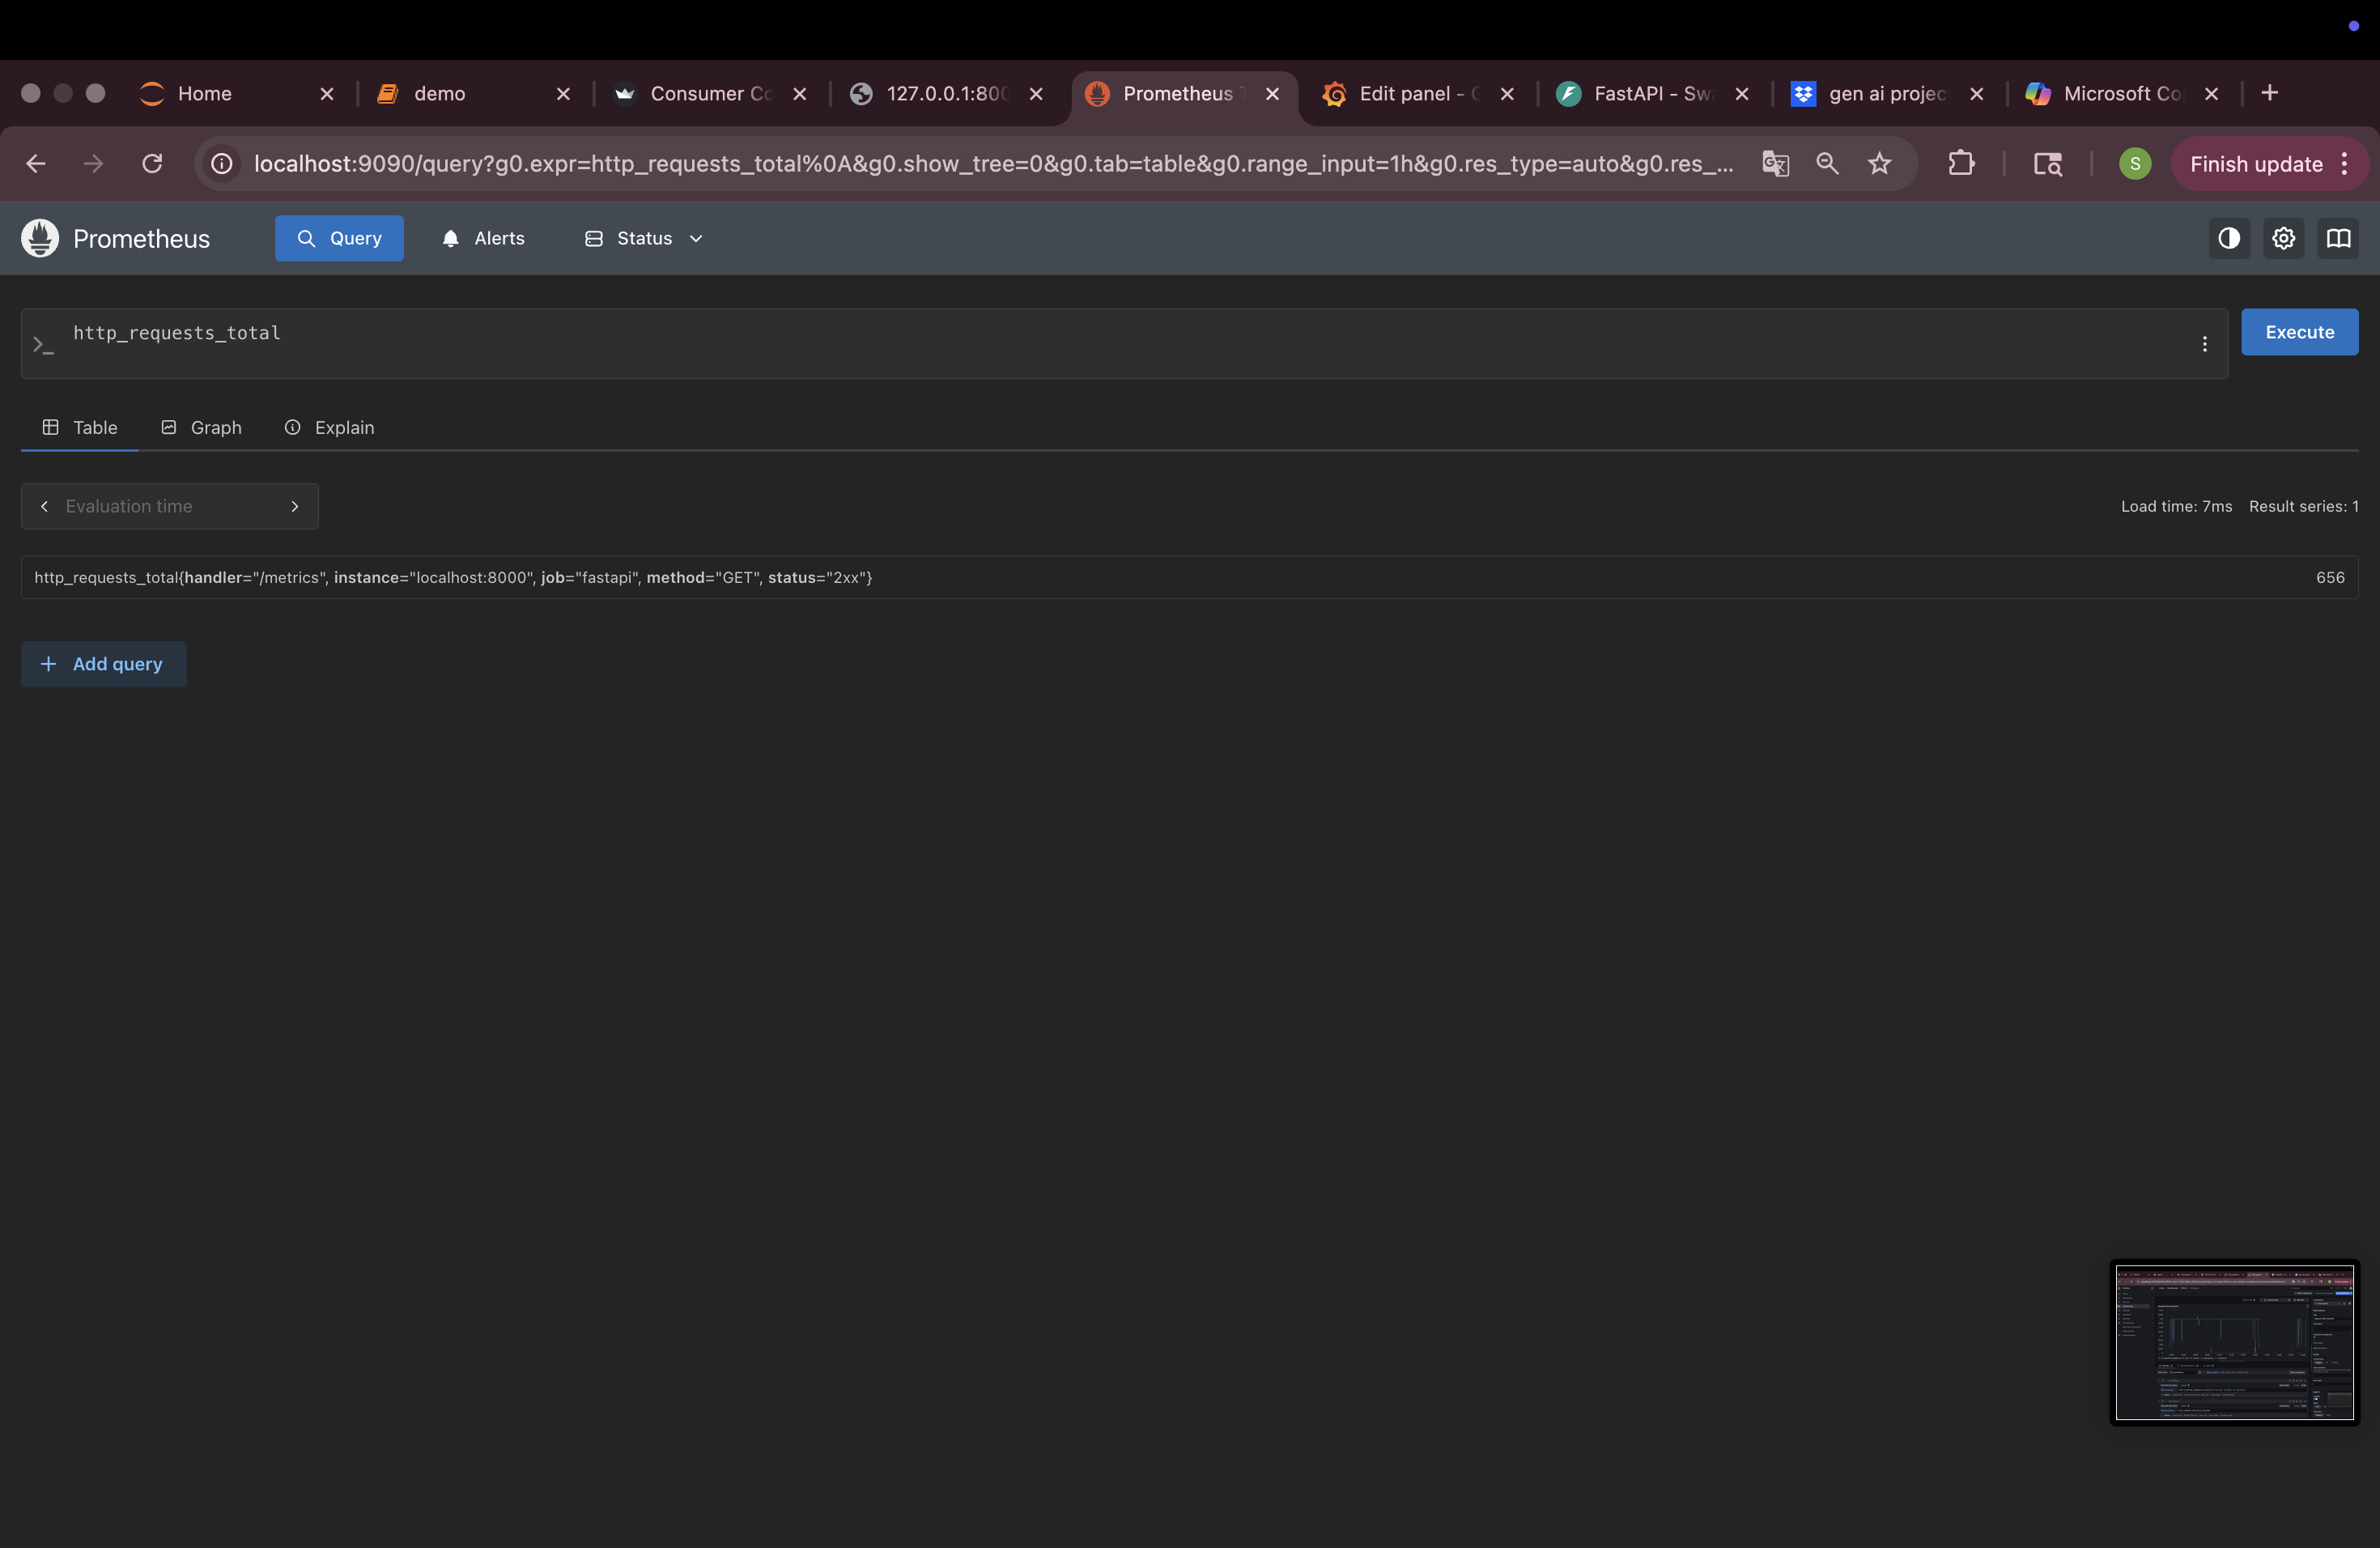 Home
demo
Consumer Co
127.0.0.1:800
Prometheus
Edit panel -
FastAPI - Swa
gen ai projec
Microsoft Co
localhost:9090/query?g0.expr=http_requests_total%0A&g0.show_tree=0&g0.tab=table&g0.range_input=1h&g0.res_type=auto&g0.res_...
S
Finish update
Prometheus
Query
Alerts
Status
http_requests_total
Execute
Table
Graph
Explain
Evaluation time
Load time: 7ms Result series: 1
http_requests_total{handler="/metrics", instance="localhost:8000", job="fastapi", method="GET", status="2xx"} 656
Add query